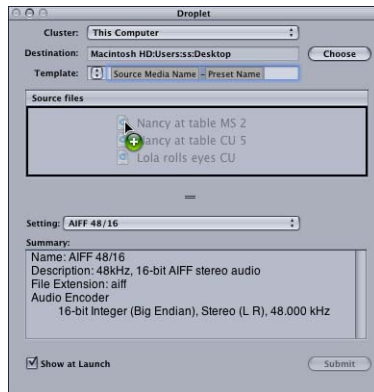 Droplet
Cluster: This Computer
Destination: Macintosh HD:Users:ss:Desktop Choose
Template: Source Media Name - Preset Name
Source files
Nancy at table MS 2
Nancy at table CU 5
Lola rolls eyes CU
Setting: AIFF 48/16
Summary:
Name: AIFF 48/16
Description: 48kHz, 16-bit AIFF stereo audio
File Extension: aiff
Audio Encoder
16-bit Integer (Big Endian), Stereo (L R), 48.000 kHz
Show at Launch Submit